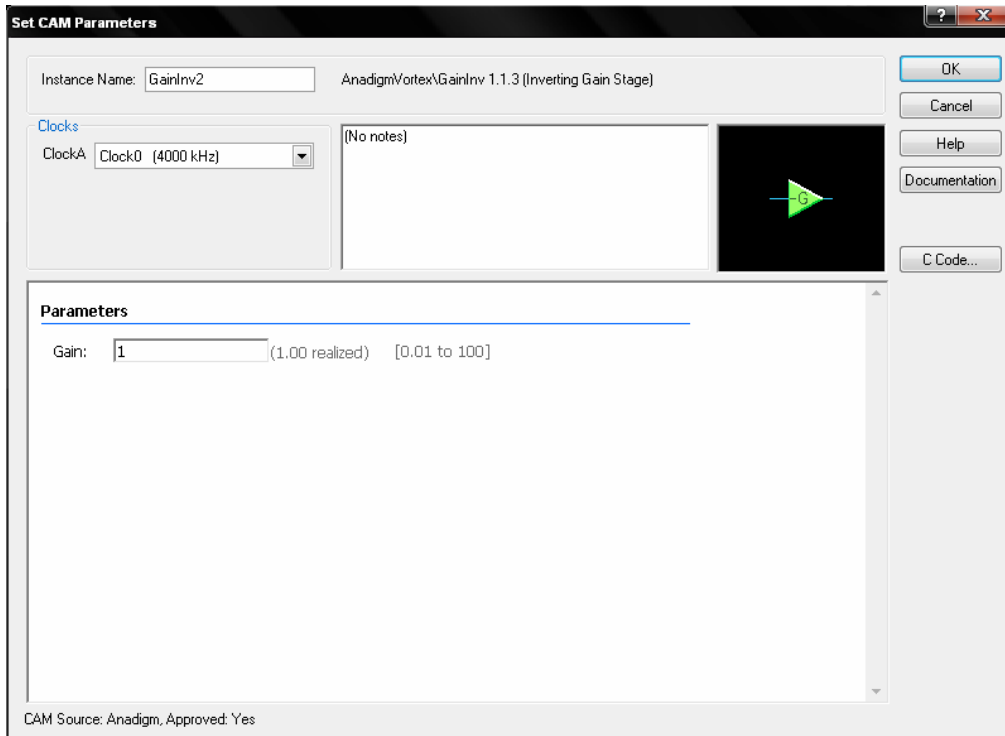 Set CAM Parameters
?
X
Instance Name: GainInv2 AnadigmVortex\GainInv 1.1.3 (Inverting Gain Stage)
OK
Cancel
Help
Documentation
C Code...
Clocks
ClockA Clock0 (4000 kHz)
(No notes)
-G
Parameters
Gain: 1 (1.00 realized) [0.01 to 100]
CAM Source: Anadigm, Approved: Yes